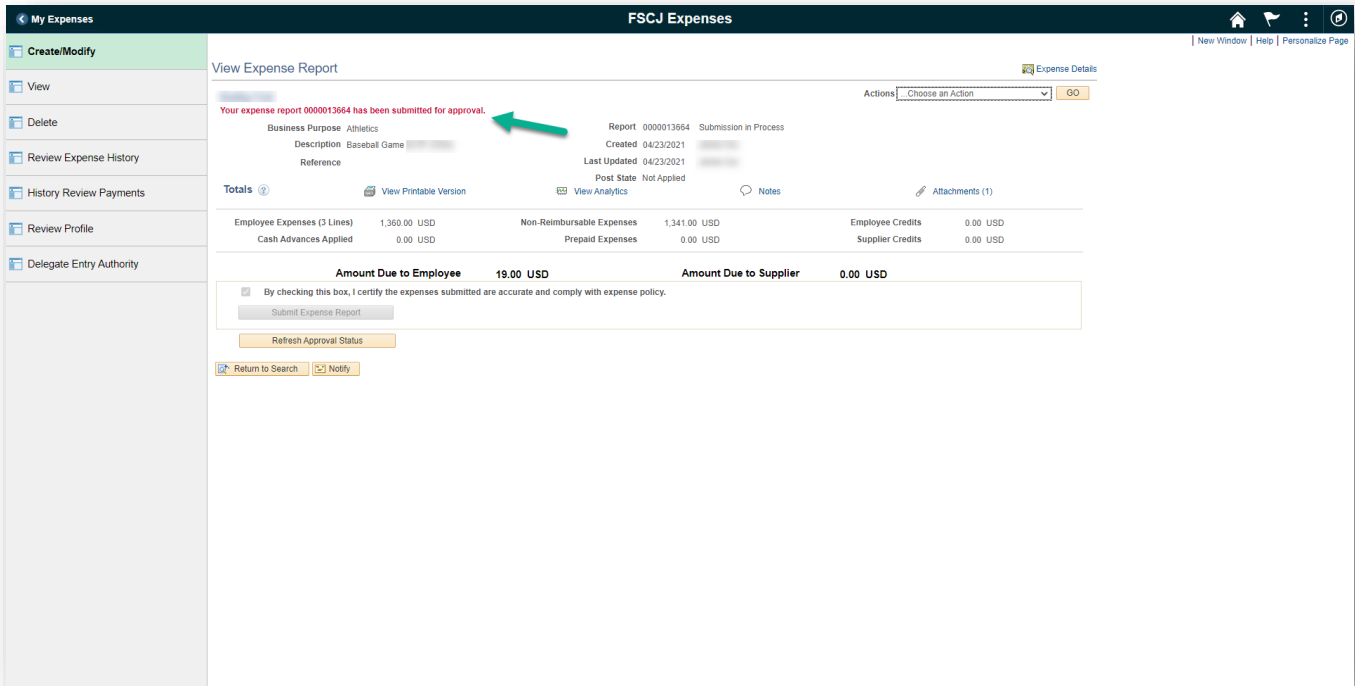 My Expenses
FSCJ Expenses
New Window | Help | Personalize Page
Create/Modify
View
Delete
Review Expense History
History Review Payments
Review Profile
Delegate Entry Authority
View Expense Report
Expense Details
Actions ...Choose an Action GO
Your expense report 0000013664 has been submitted for approval.
Business Purpose Athletics
Report 0000013664 Submission in Process
Description Baseball Game
Created 04/23/2021
Reference
Last Updated 04/23/2021
Post State Not Applied
Totals ?
View Printable Version
View Analytics
Notes
Attachments (1)
Employee Expenses (3 Lines) 1,360.00 USD
Non-Reimbursable Expenses 1,341.00 USD
Employee Credits 0.00 USD
Cash Advances Applied 0.00 USD
Prepaid Expenses 0.00 USD
Supplier Credits 0.00 USD
Amount Due to Employee 19.00 USD
Amount Due to Supplier 0.00 USD
By checking this box, I certify the expenses submitted are accurate and comply with expense policy.
Submit Expense Report
Refresh Approval Status
Return to Search
Notify